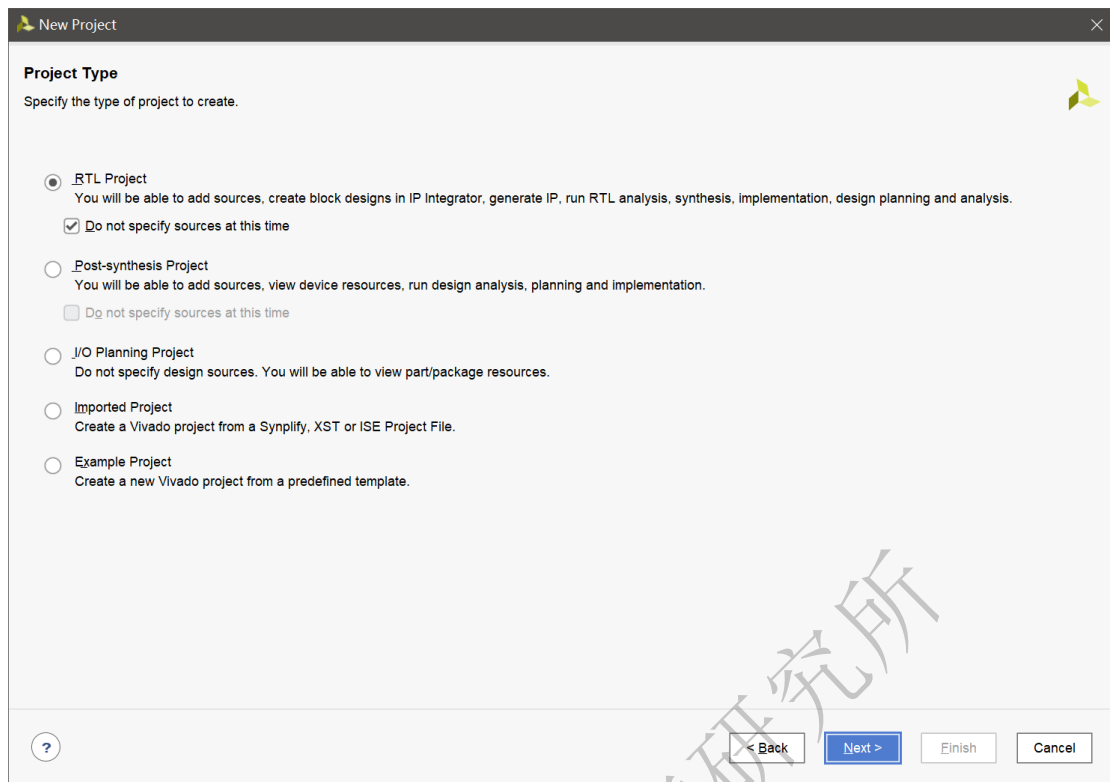 New Project
Project Type
Specify the type of project to create.
RTL Project
You will be able to add sources, create block designs in IP Integrator, generate IP, run RTL analysis, synthesis, implementation, design planning and analysis.
Do not specify sources at this time
Post-synthesis Project
You will be able to add sources, view device resources, run design analysis, planning and implementation.
Do not specify sources at this time
I/O Planning Project
Do not specify design sources. You will be able to view part/package resources.
Imported Project
Create a Vivado project from a Synplify, XST or ISE Project File.
Example Project
Create a new Vivado project from a predefined template.
研究所
? < Back Next > Finish Cancel